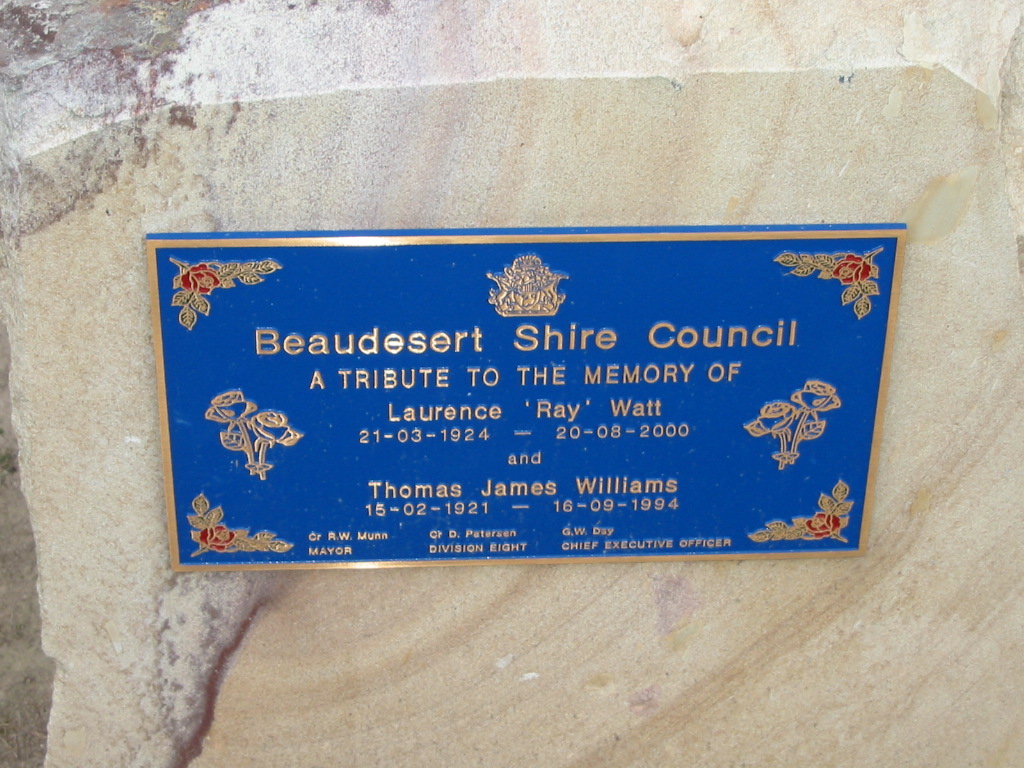 Beaudesert Shire Council
A TRIBUTE TO THE MEMORY OF
Laurence 'Ray' Watt
21-03-1924 — 20-08-2000
and
Thomas James Williams
15-02-1921 — 16-09-1994
Cr R.W. Munn Cr D. Petersen G.W. Day
MAYOR DIVISION EIGHT CHIEF EXECUTIVE OFFICER